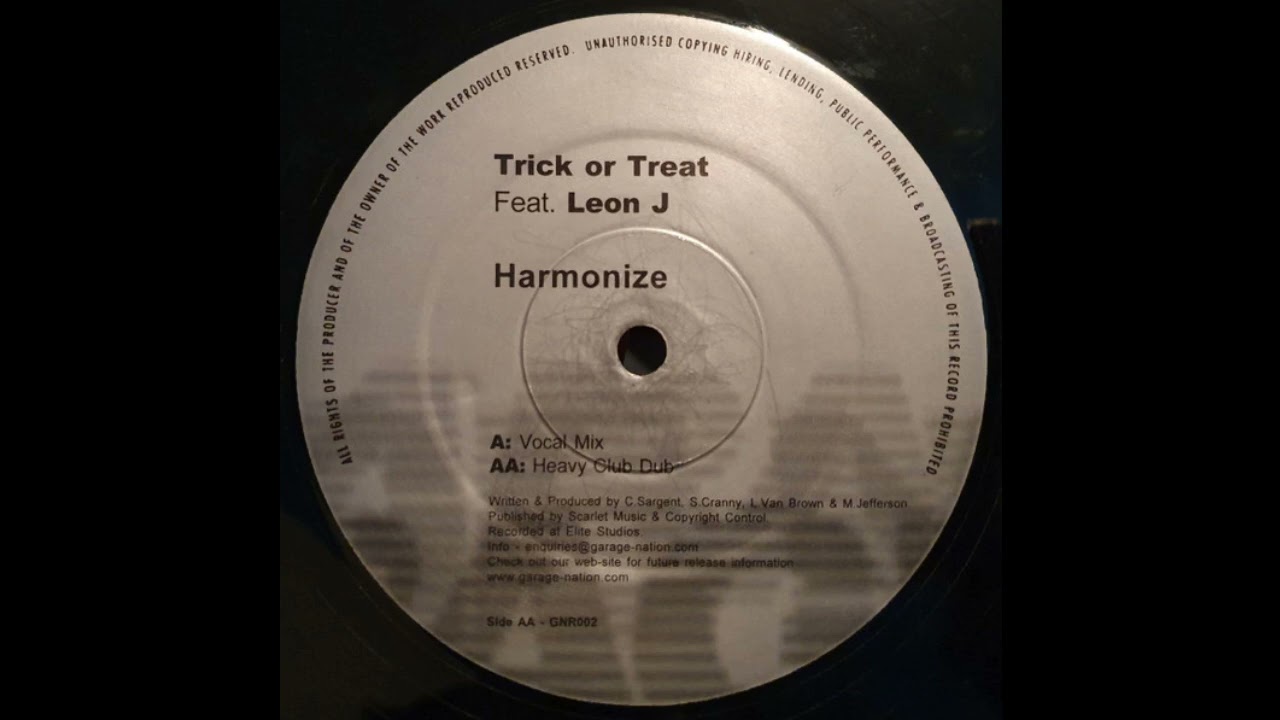 ALL RIGHTS OF THE PRODUCER AND OF THE OWNER OF THE WORK REPRODUCED RESERVED. UNAUTHORISED COPYING HIRING, LENDING, PUBLIC PERFORMANCE & BROADCASTING OF THIS RECORD PROHIBITED.
Trick or Treat
Feat. Leon J
Harmonize
A: Vocal Mix
AA: Heavy Club Dub
Written & Produced by C.Sargent, S.Cranny, L.Van Brown & M.Jefferson
Published by Scarlet Music & Copyright Control.
Recorded at Elite Studios
Info - enquiries@garage-nation.com
Check out our web-site for future release information
www.garage-nation.com
Side AA - GNR002